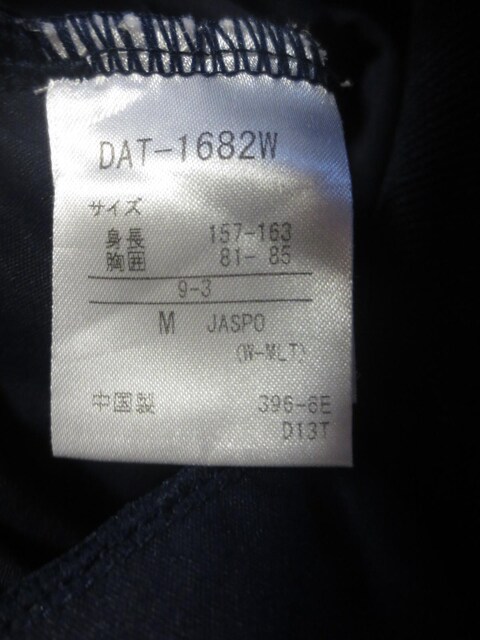 DAT-1682W
サイズ
身長 157-163
胸囲 81- 85
9-3
M JASPO
(W-MLT)
中国製 396-6E
D13T